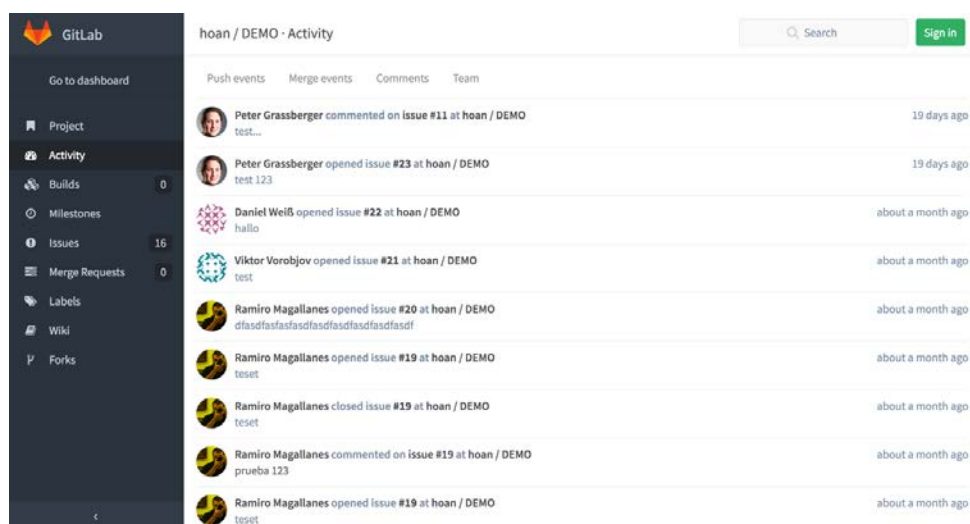 GitLab
hoan / DEMO · Activity
Search
Sign in
Go to dashboard
Project
Activity
Builds 0
Milestones
Issues 16
Merge Requests 0
Labels
Wiki
Forks
Push events Merge events Comments Team
Peter Grassberger commented on issue #11 at hoan / DEMO 19 days ago
test...
Peter Grassberger opened issue #23 at hoan / DEMO 19 days ago
test 123
Daniel Weiß opened issue #22 at hoan / DEMO about a month ago
hallo
Viktor Vorobjov opened issue #21 at hoan / DEMO about a month ago
test
Ramiro Magallanes opened issue #20 at hoan / DEMO about a month ago
Ramiro Magallanes opened issue #19 at hoan / DEMO about a month ago
teset
Ramiro Magallanes closed issue #19 at hoan / DEMO about a month ago
teset
Ramiro Magallanes commented on issue #19 at hoan / DEMO about a month ago
prueba 123
Ramiro Magallanes opened issue #19 at hoan / DEMO about a month ago
teset